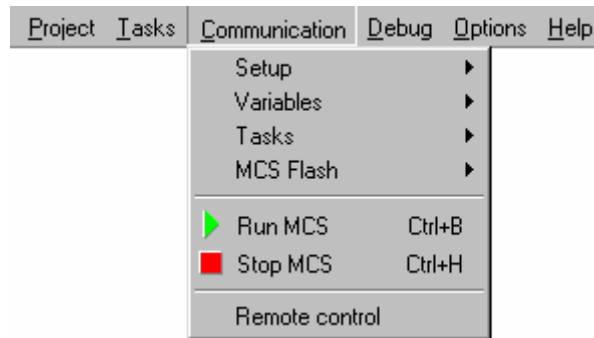 Project Tasks Communication Debug Options Help
Setup
Variables
Tasks
MCS Flash
Run MCS Ctrl+B
Stop MCS Ctrl+H
Remote control